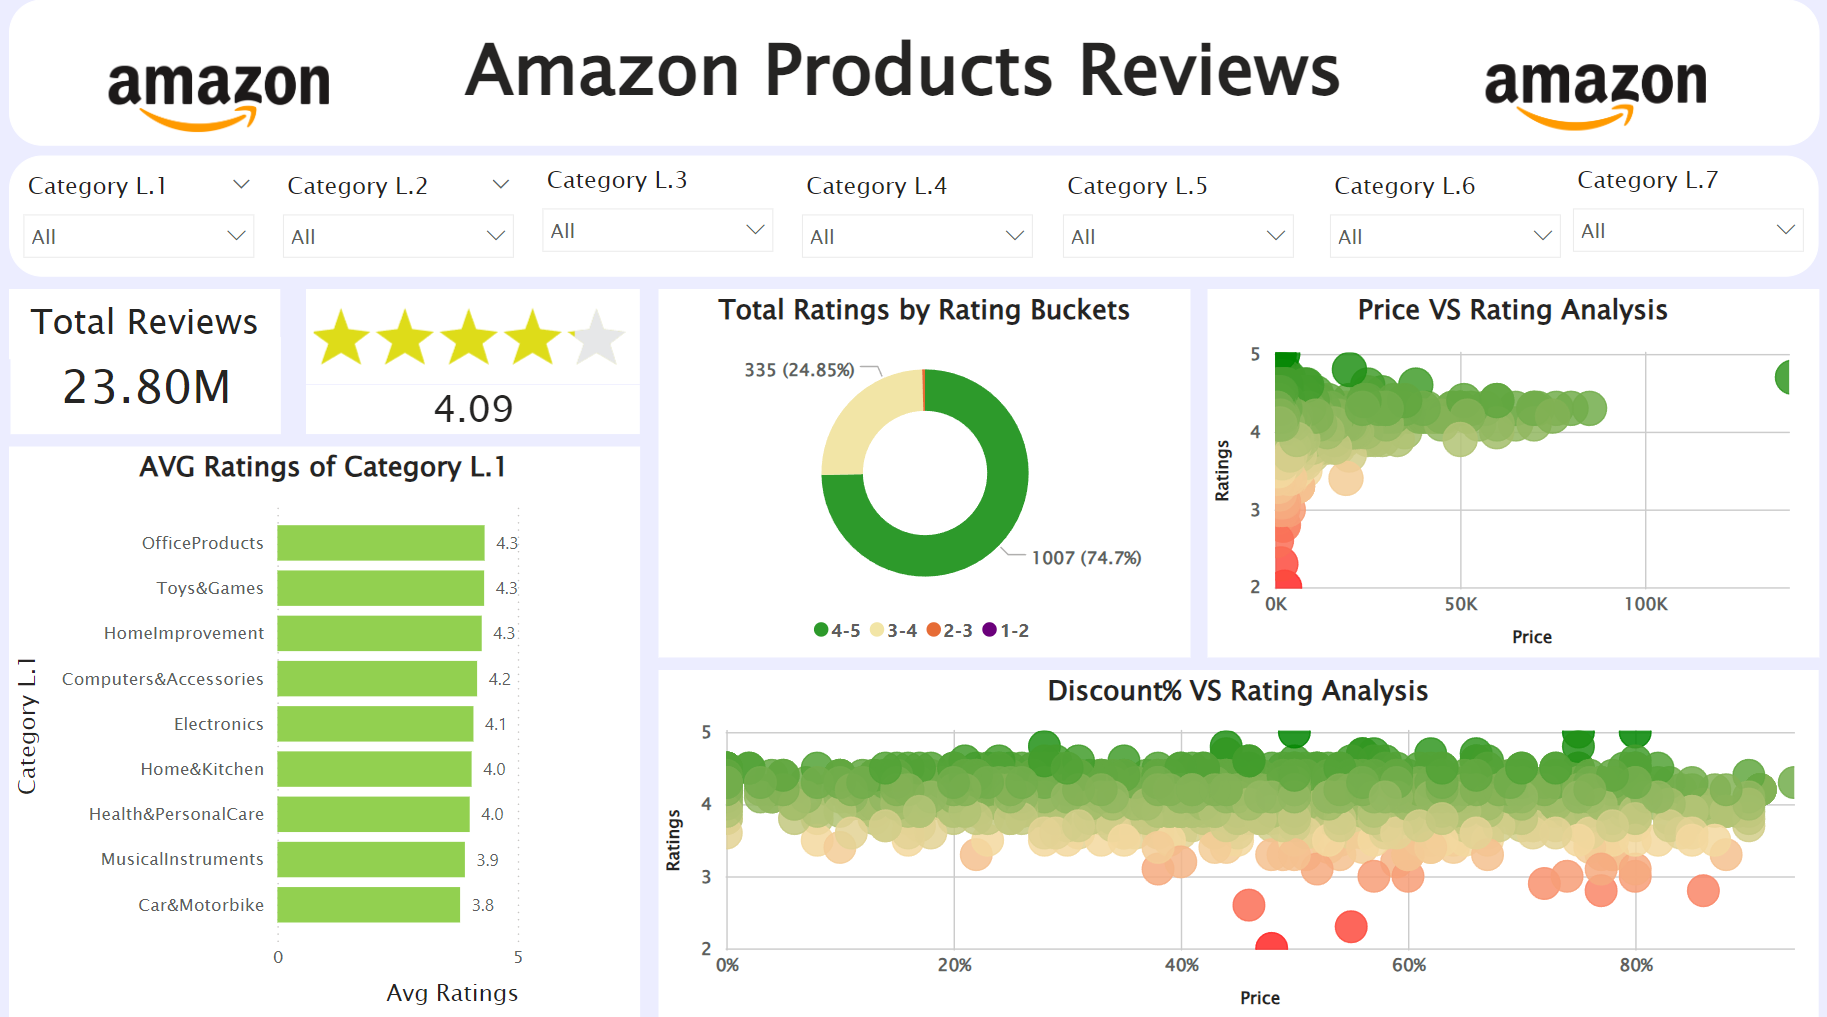 amazon
Amazon Products Reviews
amazon
Category L.1
All
Category L.2
All
Category L.3
All
Category L.4
All
Category L.5
All
Category L.6
All
Category L.7
All
Total Reviews
23.80M
4.09
AVG Ratings of Category L.1
Category L.1
OfficeProducts 4.3
Toys&Games 4.3
HomeImprovement 4.3
Computers&Accessories 4.2
Electronics 4.1
Home&Kitchen 4.0
Health&PersonalCare 4.0
MusicalInstruments 3.9
Car&Motorbike 3.8
0 5
Avg Ratings
Total Ratings by Rating Buckets
335 (24.85%)
1007 (74.7%)
4-5 3-4 2-3 1-2
Price VS Rating Analysis
Ratings
5
4
3
2
0K 50K 100K
Price
Discount% VS Rating Analysis
Ratings
5
4
3
2
0% 20% 40% 60% 80%
Price